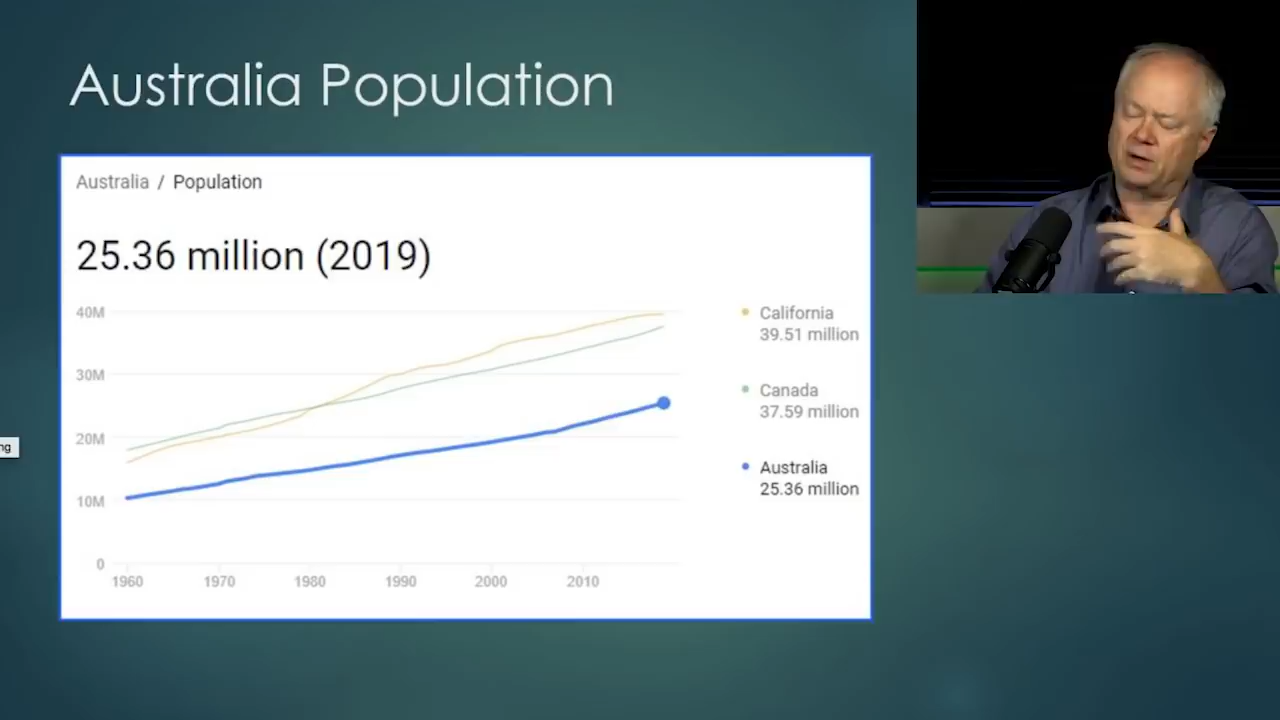 Australia Population
Australia / Population
25.36 million (2019)
40M
30M
20M
10M
0
1960 1970 1980 1990 2000 2010
California
39.51 million
Canada
37.59 million
Australia
25.36 million
ng